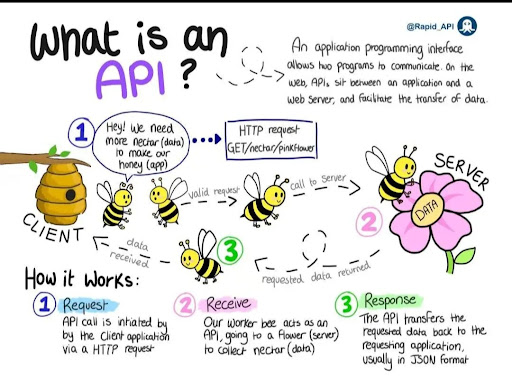 What is an
API?
@Rapid_API
An application programming interface
allows two programs to communicate. On the
web, APIs sit between an application and a
web server, and facilitate the transfer of data.
1
Hey! We need
more nectar (data)
to make our
honey (app)
HTTP request
GET/nectar/pinkflower
valid request
call to server
SERVER
DATA
2
CLIENT
data
received
3
requested data returned
How it works:
1 Request
API call is initiated by
by the client application
via a HTTP request
2 Receive
Our worker bee acts as an
API, going to a flower (server)
to collect nectar (data)
3 Response
The API transfers the
requested data back to the
requesting application,
usually in JSON format